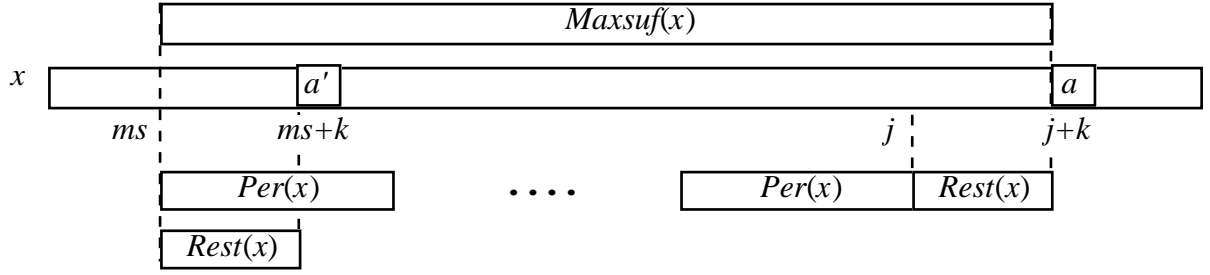 Maxsuf(x)
x a′ a
ms ms+k j j+k
Per(x) .... Per(x) Rest(x)
Rest(x)